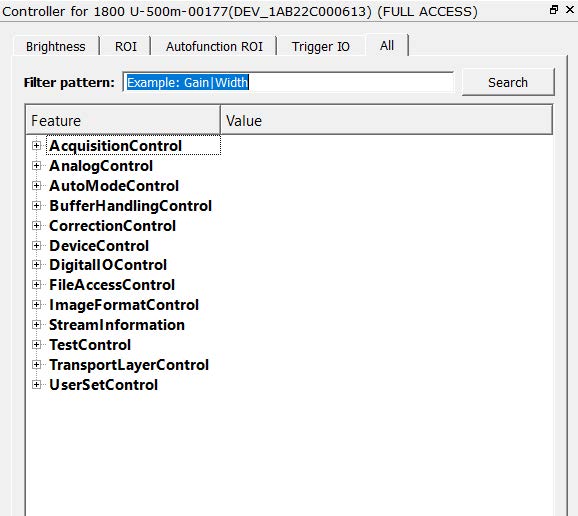 Controller for 1800 U-500m-00177(DEV_1AB22C000613) (FULL ACCESS)
Brightness ROI Autofunction ROI Trigger IO All
Filter pattern: Example: Gain|Width Search
Feature Value
AcquisitionControl
AnalogControl
AutoModeControl
BufferHandlingControl
CorrectionControl
DeviceControl
DigitalIOControl
FileAccessControl
ImageFormatControl
StreamInformation
TestControl
TransportLayerControl
UserSetControl